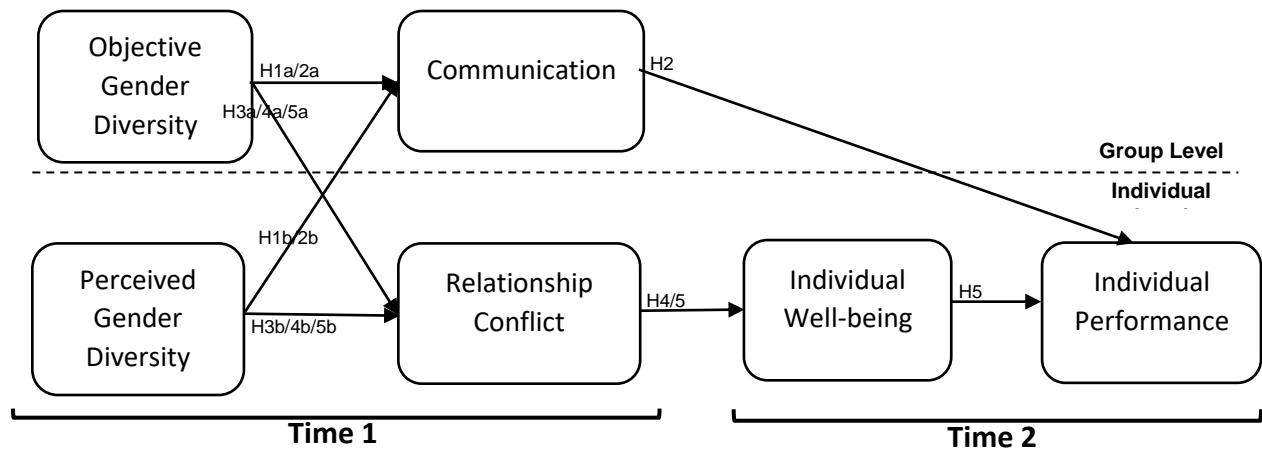 Objective
Gender
Diversity
H1a/2a
H3a/4a/5a
Communication
H2
Group Level
Individual
Perceived
Gender
Diversity
H1b/2b
H3b/4b/5b
Relationship
Conflict
H4/5
Individual
Well-being
H5
Individual
Performance
Time 1
Time 2